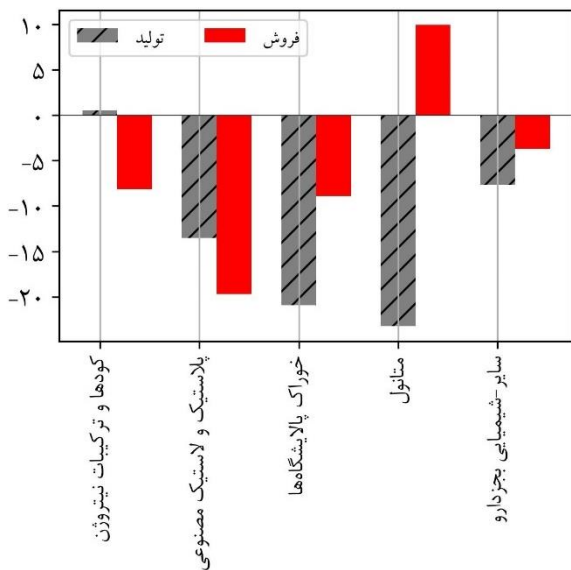 تولید
فروش
۱۰
۵
۰
-۵
-۱۰
-۱۵
-۲۰
کودها و ترکیبات نیتروژن
پلاستیک و لاستیک مصنوعی
خوراک پالایشگاه‌ها
متانول
سایر-شیمیایی بجزدارو